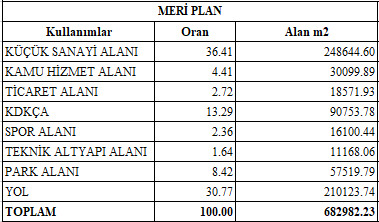 MERİ PLAN
Kullanımlar Oran Alan m2
KÜÇÜK SANAYİ ALANI 36.41 248644.60
KAMU HİZMET ALANI 4.41 30099.89
TİCARET ALANI 2.72 18571.93
KDKÇA 13.29 90753.78
SPOR ALANI 2.36 16100.44
TEKNİK ALTYAPI ALANI 1.64 11168.06
PARK ALANI 8.42 57519.79
YOL 30.77 210123.74
TOPLAM 100.00 682982.23